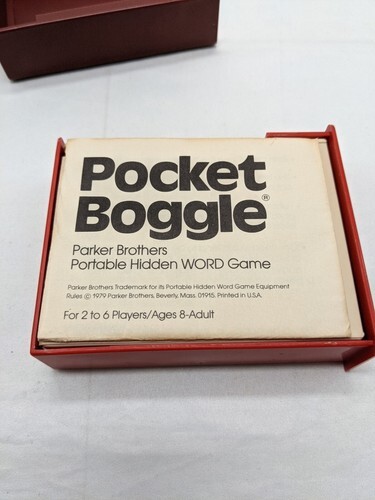 Pocket
Boggle®
Parker Brothers
Portable Hidden WORD Game
Parker Brothers Trademark for its Portable Hidden Word Game Equipment
Rules © 1979 Parker Brothers, Beverly, Mass. 01915. Printed in U.S.A.
For 2 to 6 Players/Ages 8-Adult